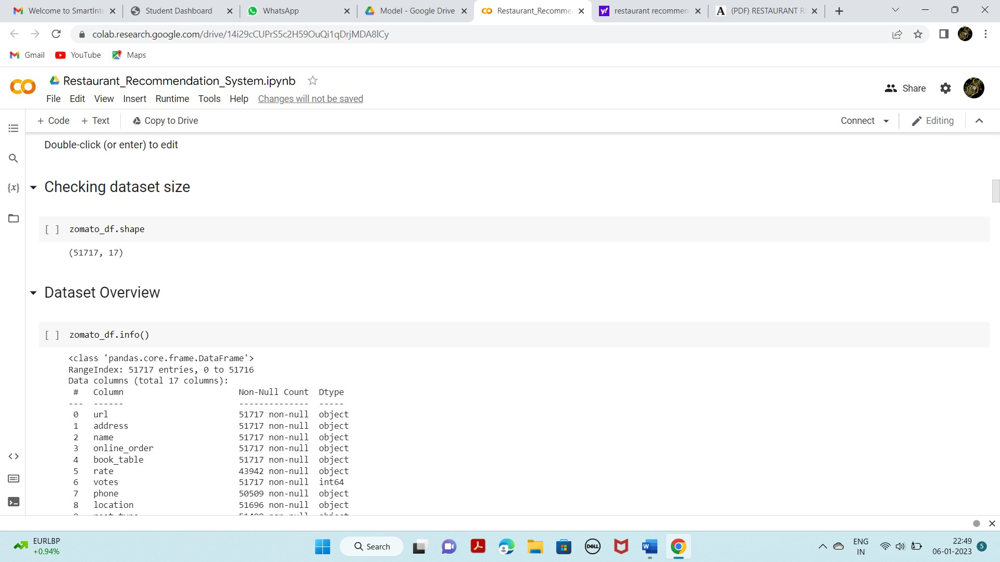 Welcome to SmartInte
Student Dashboard
WhatsApp
Model - Google Drive
Restaurant_Recomme
restaurant recommen
(PDF) RESTAURANT R
colab.research.google.com/drive/14i29cCUPrS5c2H59OuQi1qDrjMDA8lCy
Gmail YouTube Maps
Restaurant_Recommendation_System.ipynb
File Edit View Insert Runtime Tools Help Changes will not be saved
Share
+ Code + Text Copy to Drive
Connect Editing
Double-click (or enter) to edit
Checking dataset size
[ ] zomato_df.shape
(51717, 17)
Dataset Overview
[ ] zomato_df.info()
<class 'pandas.core.frame.DataFrame'>
RangeIndex: 51717 entries, 0 to 51716
Data columns (total 17 columns):
# Column Non-Null Count Dtype
--- ------ -------------- -----
0 url 51717 non-null object
1 address 51717 non-null object
2 name 51717 non-null object
3 online_order 51717 non-null object
4 book_table 51717 non-null object
5 rate 43942 non-null object
6 votes 51717 non-null int64
7 phone 50509 non-null object
8 location 51696 non-null object
EURLBP
+0.94%
Search
DELL
ENG
IN
22:49
06-01-2023
5